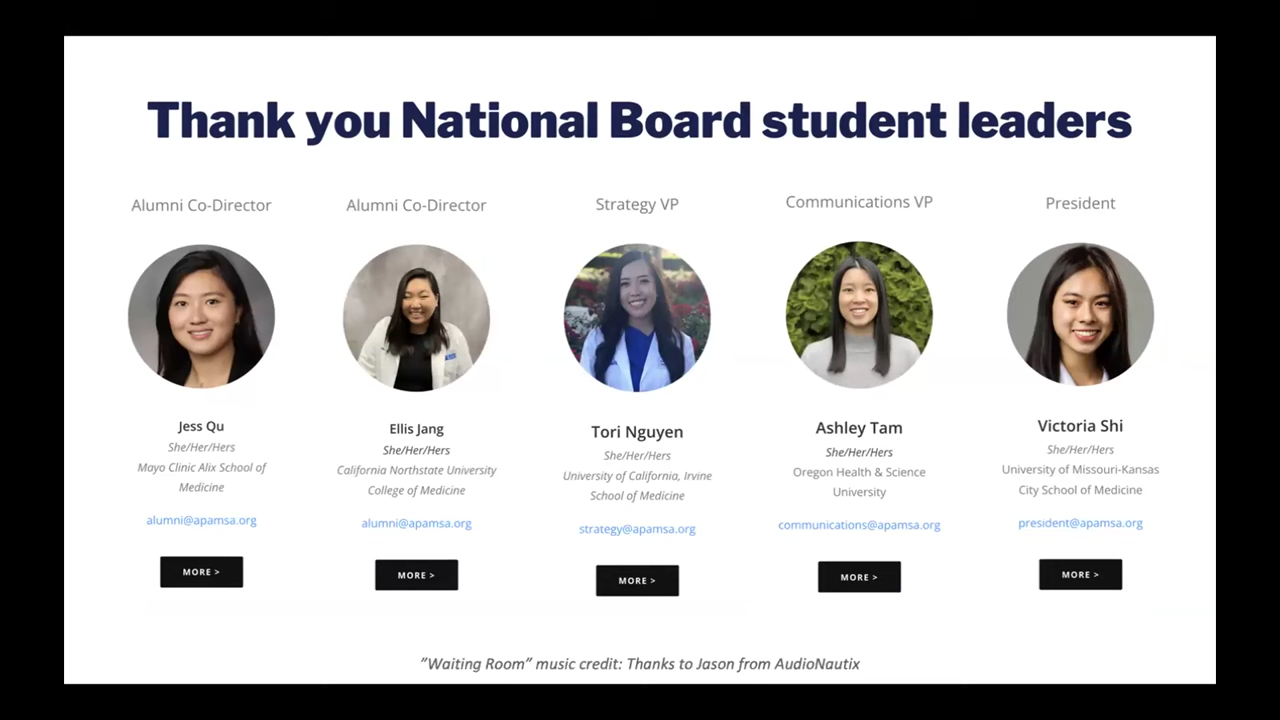 Thank you National Board student leaders
Alumni Co-Director
Jess Qu
She/Her/Hers
Mayo Clinic Alix School of
Medicine
alumni@apamsa.org
MORE >
Alumni Co-Director
Ellis Jang
She/Her/Hers
California Northstate University
College of Medicine
alumni@apamsa.org
MORE >
Strategy VP
Tori Nguyen
She/Her/Hers
University of California, Irvine
School of Medicine
strategy@apamsa.org
MORE >
Communications VP
Ashley Tam
She/Her/Hers
Oregon Health & Science
University
communications@apamsa.org
MORE >
President
Victoria Shi
She/Her/Hers
University of Missouri-Kansas
City School of Medicine
president@apamsa.org
MORE >
”Waiting Room” music credit: Thanks to Jason from AudioNautix